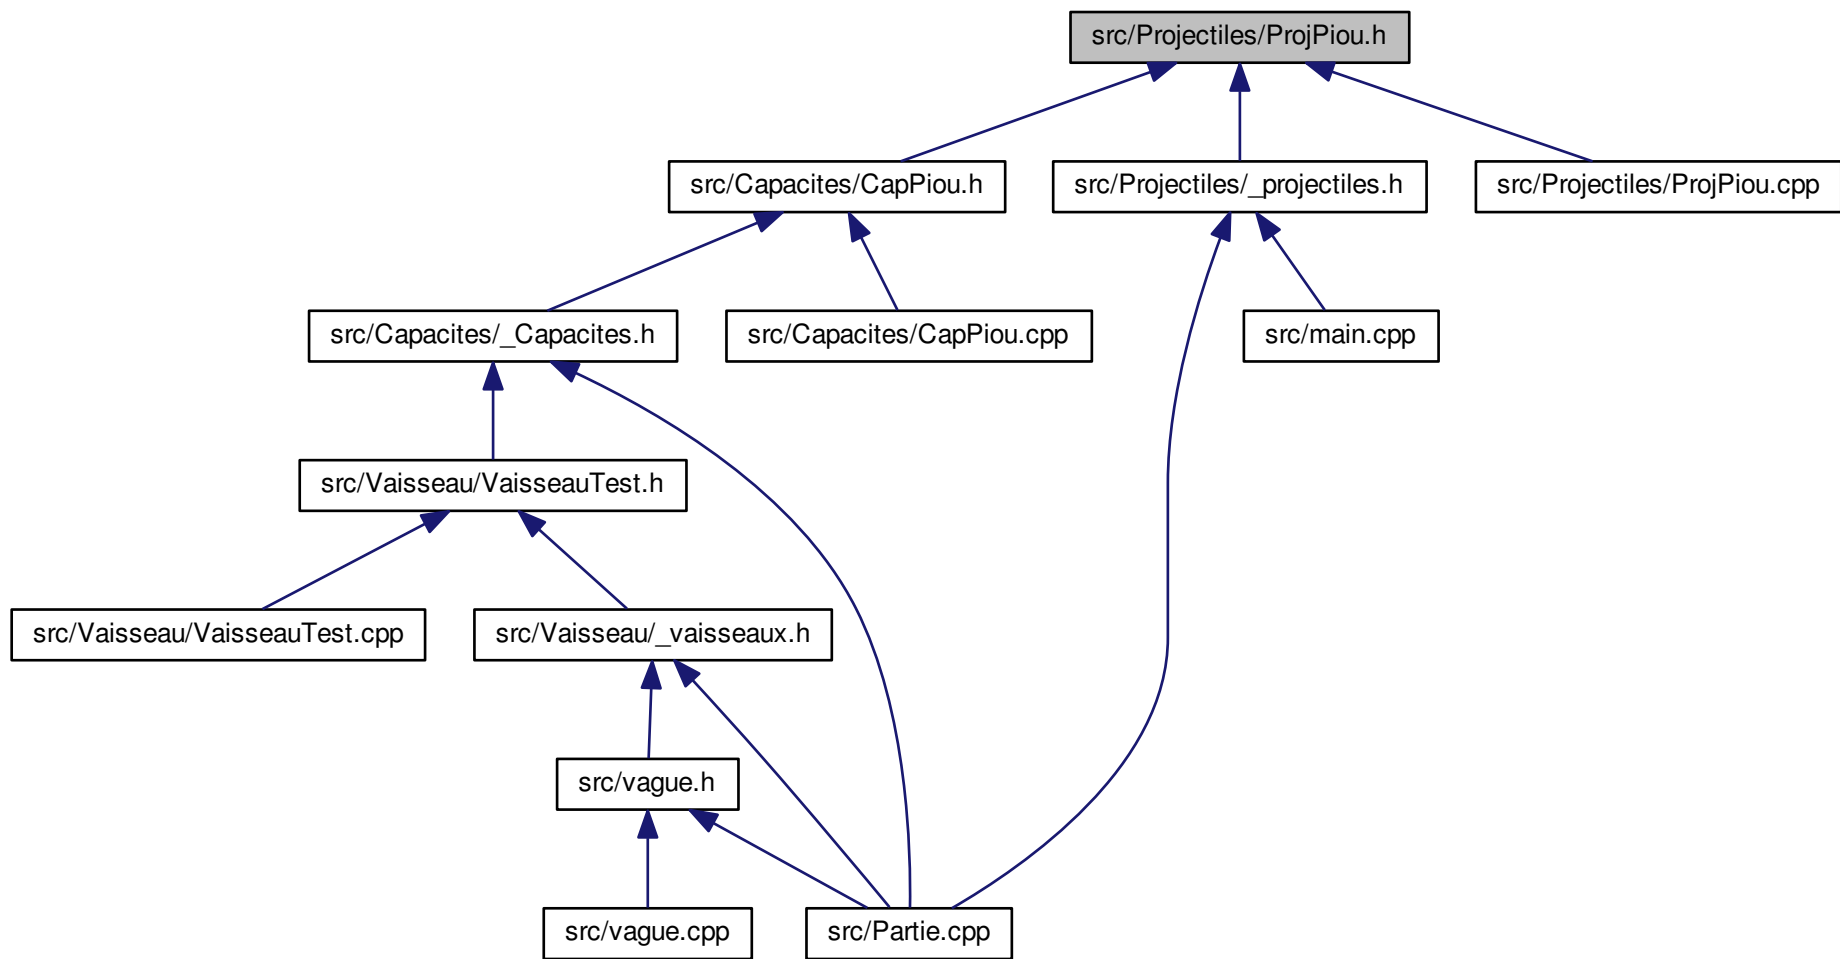 src/Projectiles/ProjPiou.h
src/Capacites/CapPiou.h
src/Projectiles/_projectiles.h
src/Projectiles/ProjPiou.cpp
src/Capacites/_Capacites.h
src/Capacites/CapPiou.cpp
src/main.cpp
src/Vaisseau/VaisseauTest.h
src/Vaisseau/VaisseauTest.cpp
src/Vaisseau/_vaisseaux.h
src/vague.h
src/vague.cpp
src/Partie.cpp